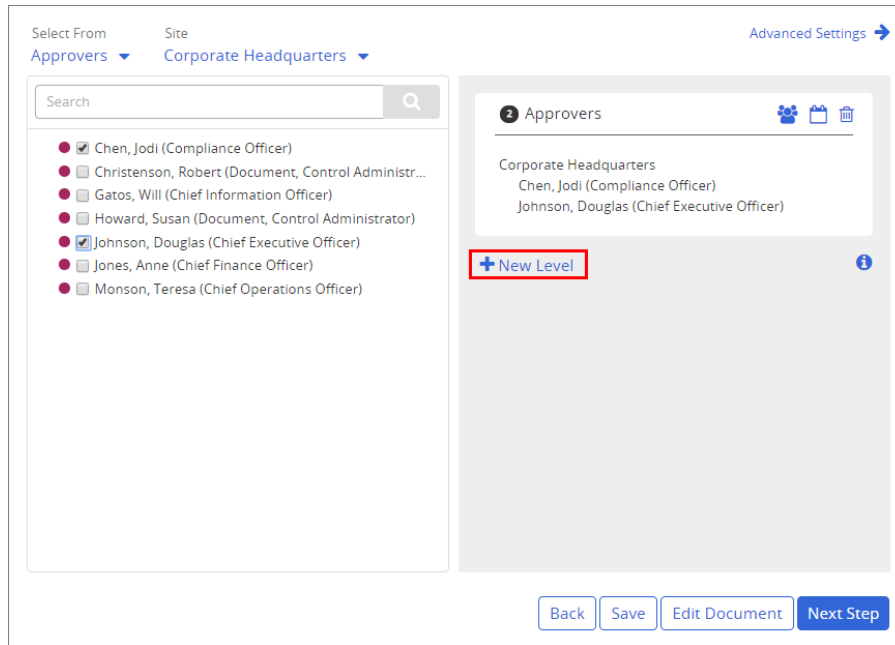 Select From
Site
Advanced Settings
Approvers
Corporate Headquarters
Search
Chen, Jodi (Compliance Officer)
Christenson, Robert (Document, Control Administr...
Gatos, Will (Chief Information Officer)
Howard, Susan (Document, Control Administrator)
Johnson, Douglas (Chief Executive Officer)
Jones, Anne (Chief Finance Officer)
Monson, Teresa (Chief Operations Officer)
2 Approvers
Corporate Headquarters
Chen, Jodi (Compliance Officer)
Johnson, Douglas (Chief Executive Officer)
New Level
Back
Save
Edit Document
Next Step